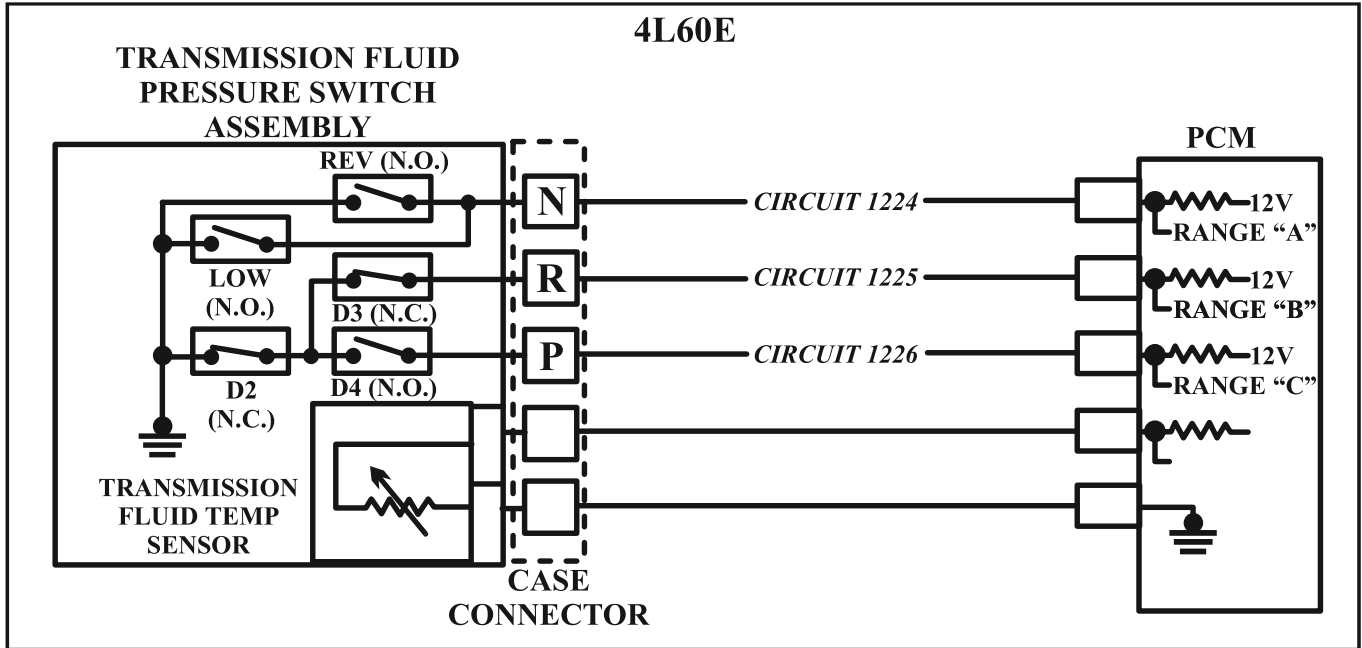 4L60E
TRANSMISSION FLUID
PRESSURE SWITCH
ASSEMBLY
PCM
REV (N.O.)
N
CIRCUIT 1224
12V
RANGE “A”
LOW
(N.O.)
R
CIRCUIT 1225
12V
RANGE “B”
D3 (N.C.)
P
CIRCUIT 1226
12V
RANGE “C”
D2
(N.C.)
D4 (N.O.)
TRANSMISSION
FLUID TEMP
SENSOR
CASE
CONNECTOR